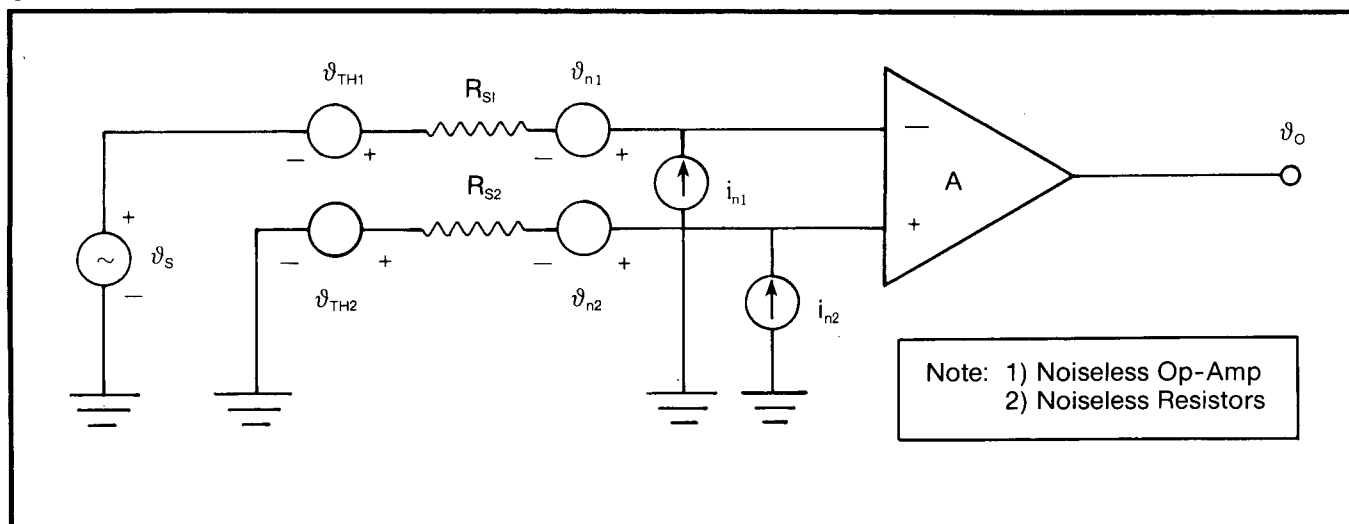 ϑTH1
RS1
ϑn1
ϑS
+
−
∼
−
+
−
+
RS2
in1
−
+
−
+
ϑTH2
ϑn2
in2
−
A
+
ϑO
Note: 1) Noiseless Op-Amp
2) Noiseless Resistors